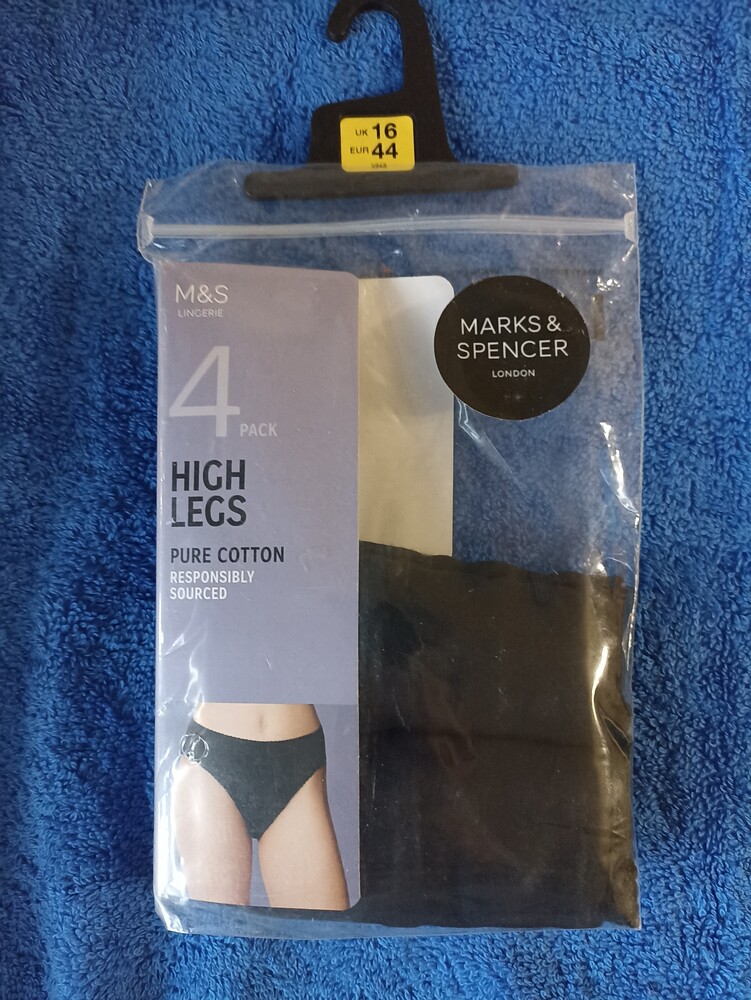 UK 16
EUR 44
M&S
LINGERIE
4 PACK
HIGH
LEGS
PURE COTTON
RESPONSIBLY
SOURCED
MARKS &
SPENCER
LONDON